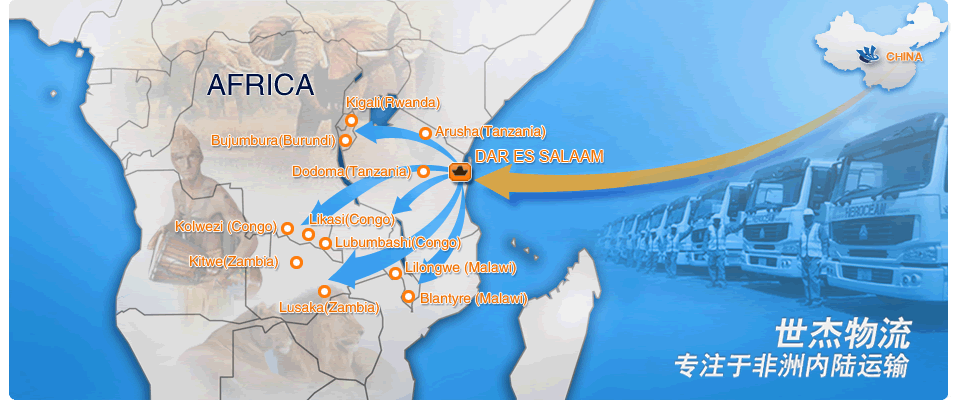 CHINA
AFRICA
Kigali(Rwanda)
Arusha(Tanzania)
Bujumbura(Burundi)
DAR ES SALAAM
Dodoma(Tanzania)
Likasi(Congo)
Kolwezi (Congo)
Lubumbashi(Congo)
Kitwe(Zambia)
Lilongwe (Malawi)
Blantyre (Malawi)
Lusaka(Zambia)
世杰物流
专注于非洲内陆运输